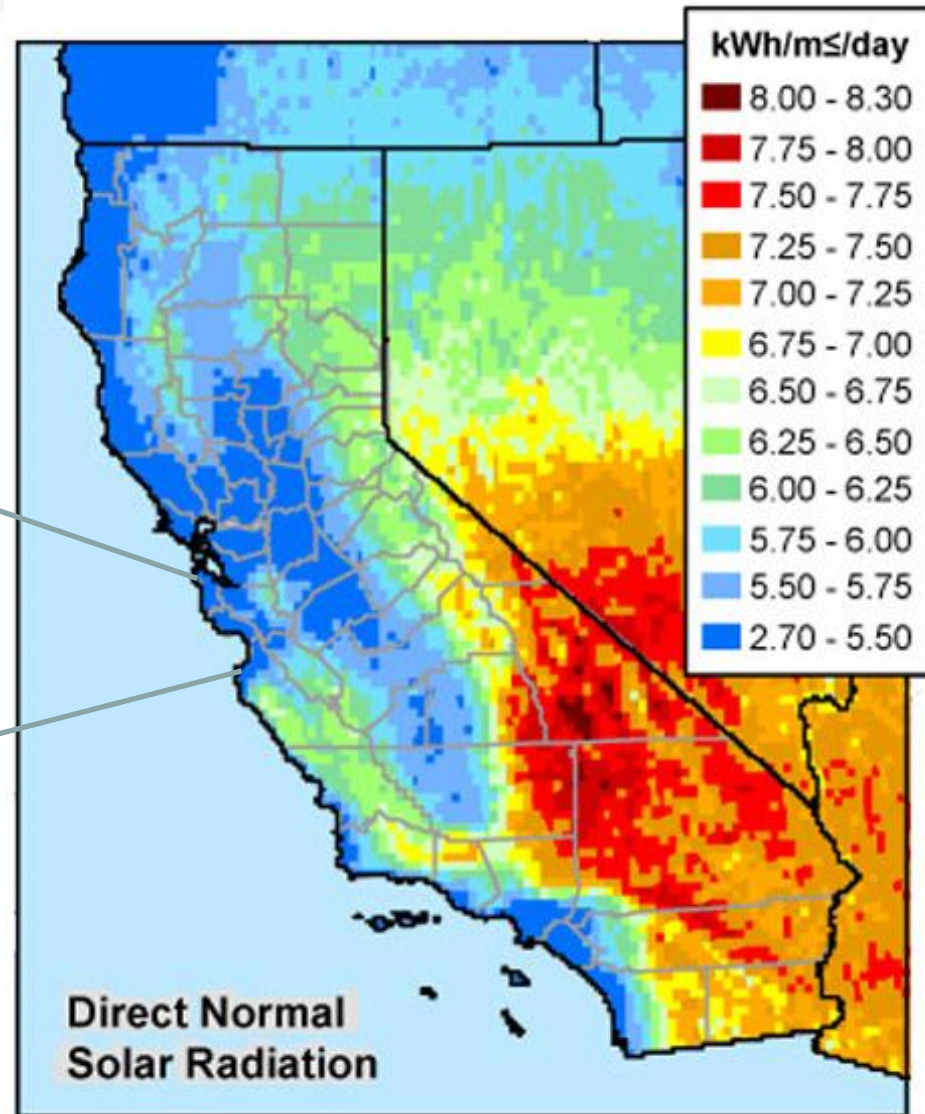 kWh/m≤/day
8.00 - 8.30
7.75 - 8.00
7.50 - 7.75
7.25 - 7.50
7.00 - 7.25
6.75 - 7.00
6.50 - 6.75
6.25 - 6.50
6.00 - 6.25
5.75 - 6.00
5.50 - 5.75
2.70 - 5.50
Direct Normal
Solar Radiation